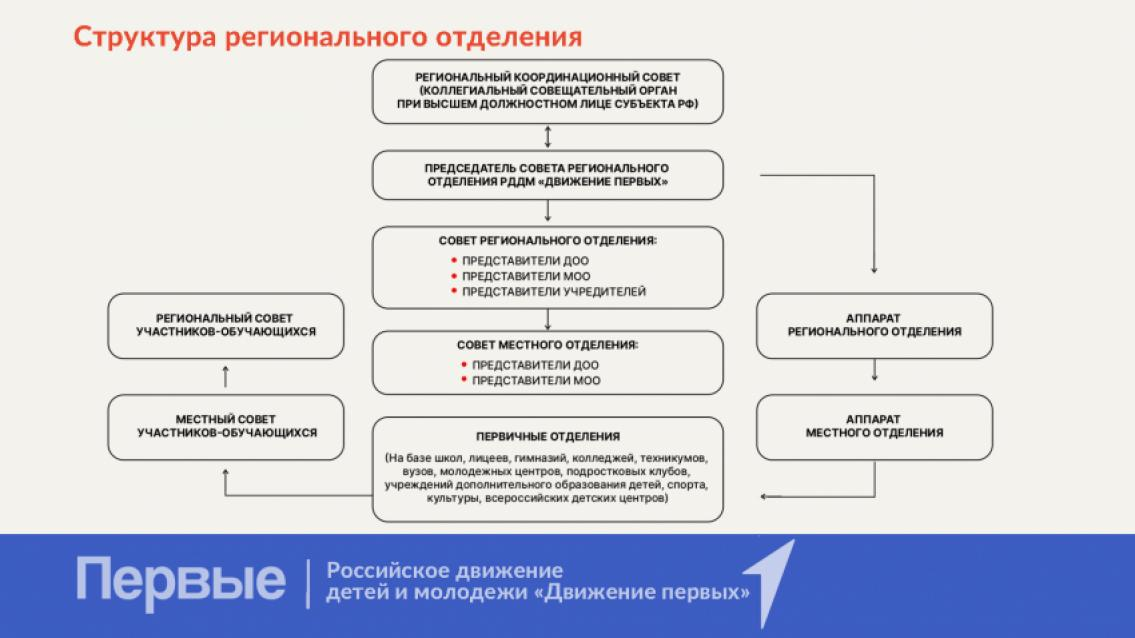 Структура регионального отделения
РЕГИОНАЛЬНЫЙ КООРДИНАЦИОННЫЙ СОВЕТ
(КОЛЛЕГИАЛЬНЫЙ СОВЕЩАТЕЛЬНЫЙ ОРГАН
ПРИ ВЫСШЕМ ДОЛЖНОСТНОМ ЛИЦЕ СУБЪЕКТА РФ)
ПРЕДСЕДАТЕЛЬ СОВЕТА РЕГИОНАЛЬНОГО
ОТДЕЛЕНИЯ РДДМ «ДВИЖЕНИЕ ПЕРВЫХ»
СОВЕТ РЕГИОНАЛЬНОГО ОТДЕЛЕНИЯ:
• ПРЕДСТАВИТЕЛИ ДОО
• ПРЕДСТАВИТЕЛИ МОО
• ПРЕДСТАВИТЕЛИ УЧРЕДИТЕЛЕЙ
РЕГИОНАЛЬНЫЙ СОВЕТ
УЧАСТНИКОВ-ОБУЧАЮЩИХСЯ
АППАРАТ
РЕГИОНАЛЬНОГО ОТДЕЛЕНИЯ
СОВЕТ МЕСТНОГО ОТДЕЛЕНИЯ:
• ПРЕДСТАВИТЕЛИ ДОО
• ПРЕДСТАВИТЕЛИ МОО
МЕСТНЫЙ СОВЕТ
УЧАСТНИКОВ-ОБУЧАЮЩИХСЯ
АППАРАТ
МЕСТНОГО ОТДЕЛЕНИЯ
ПЕРВИЧНЫЕ ОТДЕЛЕНИЯ
(На базе школ, лицеев, гимназий, колледжей, техникумов,
вузов, молодежных центров, подростковых клубов,
учреждений дополнительного образования детей, спорта,
культуры, всероссийских детских центров)
Первые
Российское движение
детей и молодежи «Движение первых»